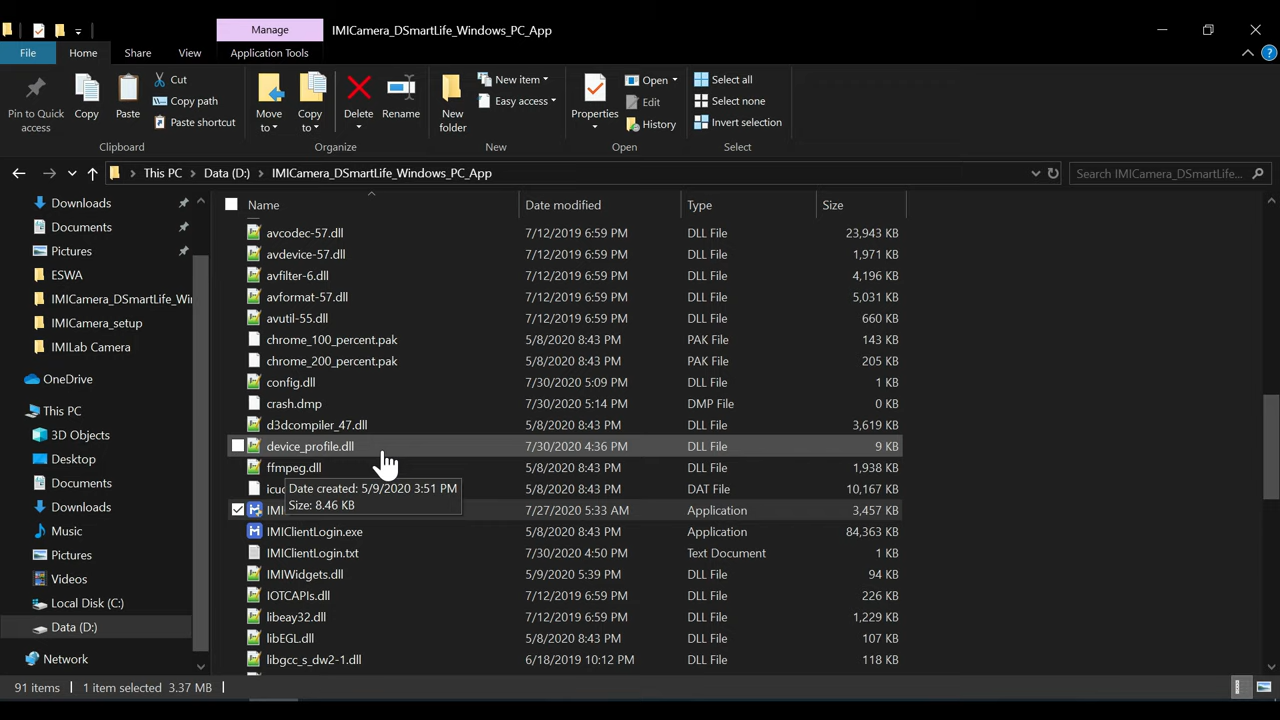 Manage
IMICamera_DSmartLife_Windows_PC_App
File
Home
Share
View
Application Tools
Pin to Quick
access
Copy
Paste
Cut
Copy path
Paste shortcut
Clipboard
Move
to
Copy
to
Delete
Rename
Organize
New
folder
New item
Easy access
New
Properties
Open
Edit
History
Open
Select all
Select none
Invert selection
Select
This PC
Data (D:)
IMICamera_DSmartLife_Windows_PC_App
Search IMICamera_DSmartLife...
Downloads
Documents
Pictures
ESWA
IMICamera_DSmartLife_Wi
IMICamera_setup
IMILab Camera
OneDrive
This PC
3D Objects
Desktop
Documents
Downloads
Music
Pictures
Videos
Local Disk (C:)
Data (D:)
Network
Name Date modified Type Size
avcodec-57.dll 7/12/2019 6:59 PM DLL File 23,943 KB
avdevice-57.dll 7/12/2019 6:59 PM DLL File 1,971 KB
avfilter-6.dll 7/12/2019 6:59 PM DLL File 4,196 KB
avformat-57.dll 7/12/2019 6:59 PM DLL File 5,031 KB
avutil-55.dll 7/12/2019 6:59 PM DLL File 660 KB
chrome_100_percent.pak 5/8/2020 8:43 PM PAK File 143 KB
chrome_200_percent.pak 5/8/2020 8:43 PM PAK File 205 KB
config.dll 7/30/2020 5:09 PM DLL File 1 KB
crash.dmp 7/30/2020 5:14 PM DMP File 0 KB
d3dcompiler_47.dll 5/8/2020 8:43 PM DLL File 3,619 KB
device_profile.dll 7/30/2020 4:36 PM DLL File 9 KB
ffmpeg.dll 5/8/2020 8:43 PM DLL File 1,938 KB
icu 5/8/2020 8:43 PM DAT File 10,167 KB
Date created: 5/9/2020 3:51 PM
Size: 8.46 KB
IMI 7/27/2020 5:33 AM Application 3,457 KB
IMIClientLogin.exe 5/8/2020 8:43 PM Application 84,363 KB
IMIClientLogin.txt 7/30/2020 4:50 PM Text Document 1 KB
IMIWidgets.dll 5/9/2020 5:39 PM DLL File 94 KB
IOTCAPIs.dll 7/12/2019 6:59 PM DLL File 226 KB
libeay32.dll 7/12/2019 6:59 PM DLL File 1,229 KB
libEGL.dll 5/8/2020 8:43 PM DLL File 107 KB
libgcc_s_dw2-1.dll 6/18/2019 10:12 PM DLL File 118 KB
91 items 1 item selected 3.37 MB